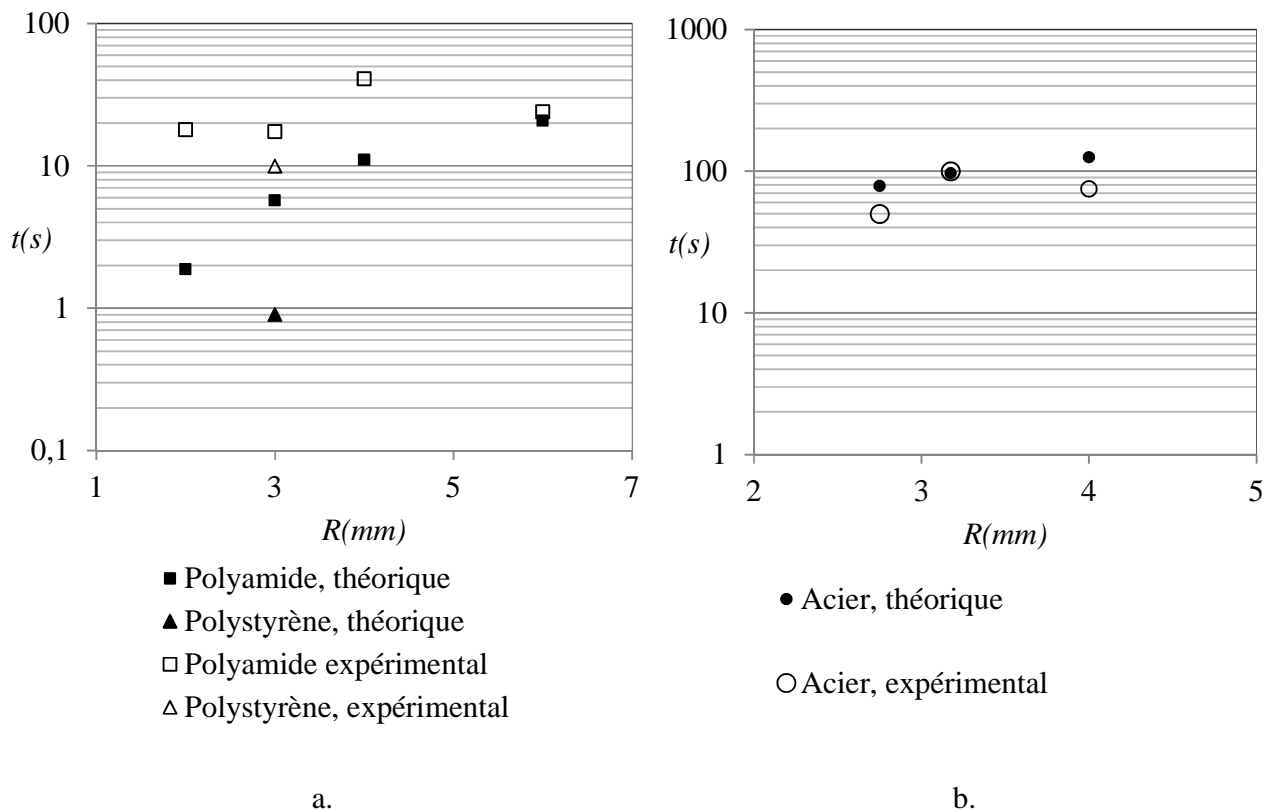 100
10
t(s)
1
0,1
1 3 5 7
R(mm)
Polyamide, théorique
Polystyrène, théorique
Polyamide expérimental
Polystyrène, expérimental
a.
1000
100
t(s)
10
1
2 3 4 5
R(mm)
Acier, théorique
Acier, expérimental
b.